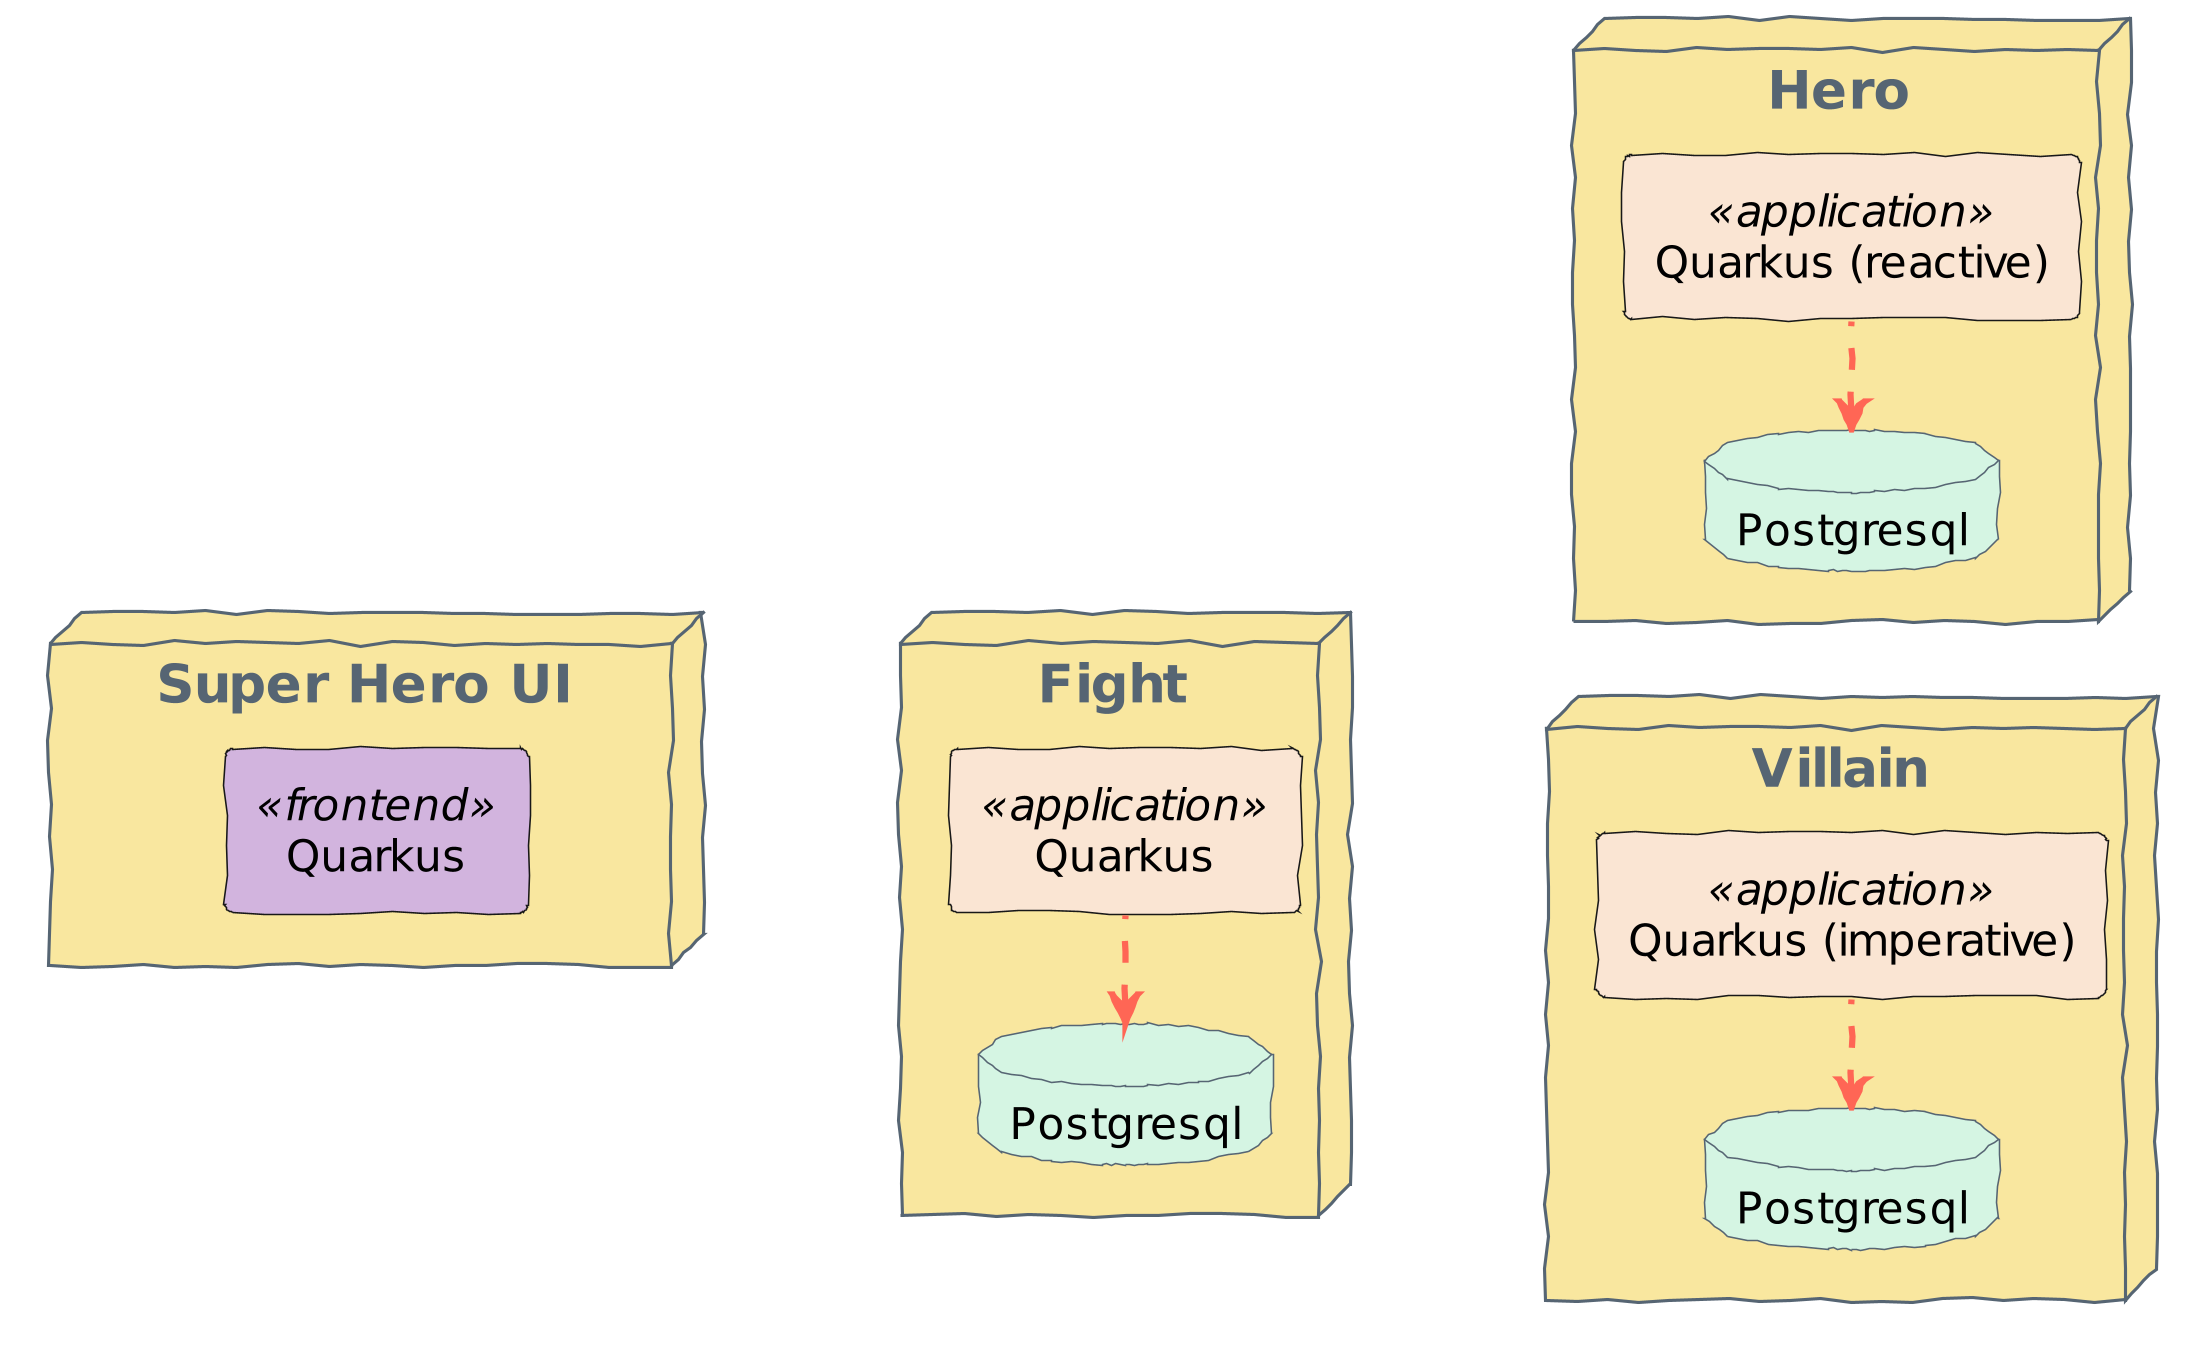 Hero
«application»
Quarkus (reactive)
Postgresql
Super Hero UI
«frontend»
Quarkus
Fight
«application»
Quarkus
Postgresql
Villain
«application»
Quarkus (imperative)
Postgresql